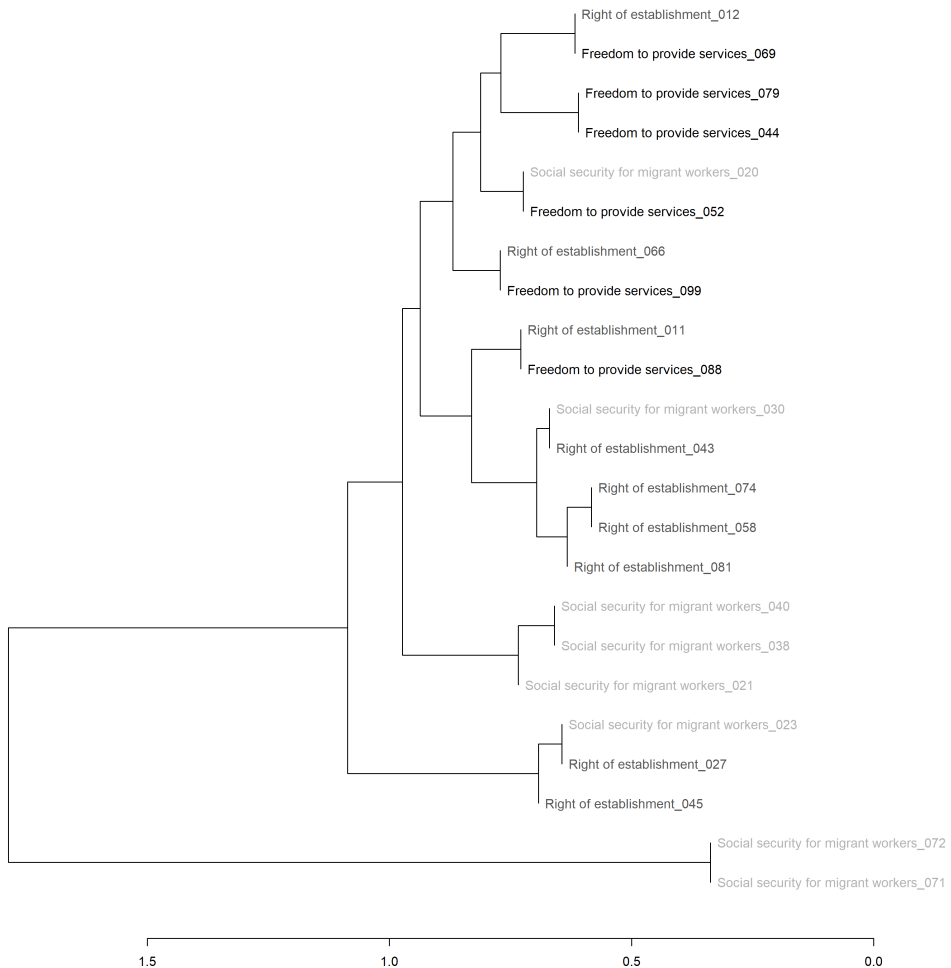 Right of establishment_012
Freedom to provide services_069
Freedom to provide services_079
Freedom to provide services_044
Social security for migrant workers_020
Freedom to provide services_052
Right of establishment_066
Freedom to provide services_099
Right of establishment_011
Freedom to provide services_088
Social security for migrant workers_030
Right of establishment_043
Right of establishment_074
Right of establishment_058
Right of establishment_081
Social security for migrant workers_040
Social security for migrant workers_038
Social security for migrant workers_021
Social security for migrant workers_023
Right of establishment_027
Right of establishment_045
Social security for migrant workers_072
Social security for migrant workers_071
1.5 1.0 0.5 0.0